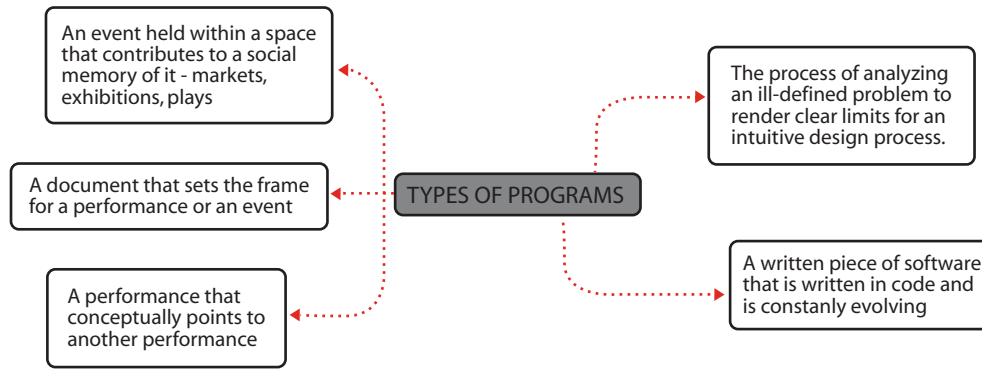 An event held within a space
that contributes to a social
memory of it - markets,
exhibitions, plays
A document that sets the frame
for a performance or an event
A performance that
conceptually points to
another performance
TYPES OF PROGRAMS
The process of analyzing
an ill-defined problem to
render clear limits for an
intuitive design process.
A written piece of software
that is written in code and
is constanly evolving